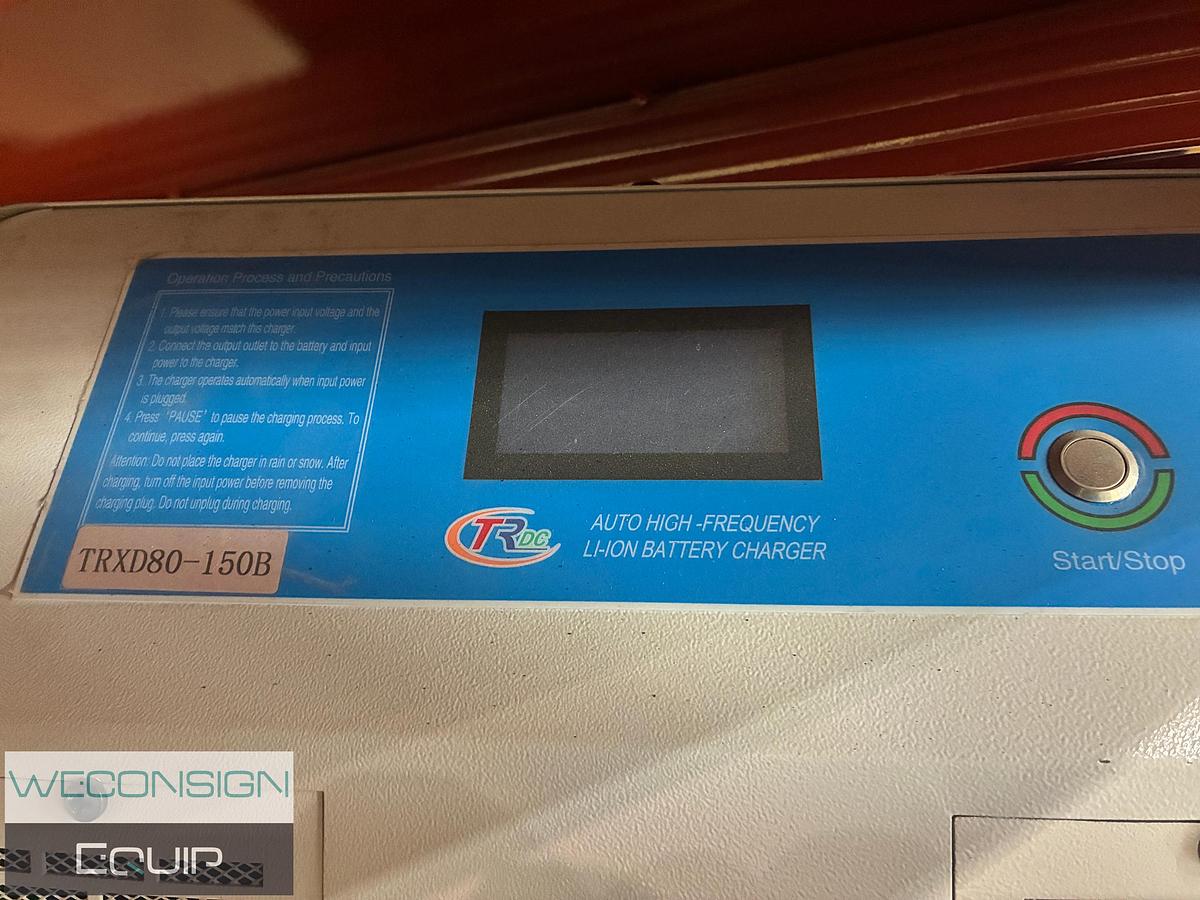 Operation Process and Precautions
1. Please ensure that the power input voltage and the
output voltage match this charger.
2. Connect the output outlet to the battery and input
power to the charger.
3. The charger operates automatically when input power
is plugged.
4. Press "PAUSE" to pause the charging process. To
continue, press again.
Attention: Do not place the charger in rain or snow. After
charging, turn off the input power before removing the
charging plug. Do not unplug during charging.
TRXD80-150B
TRDC
AUTO HIGH -FREQUENCY
LI-ION BATTERY CHARGER
Start/Stop
WECONSIGN
EQUIP